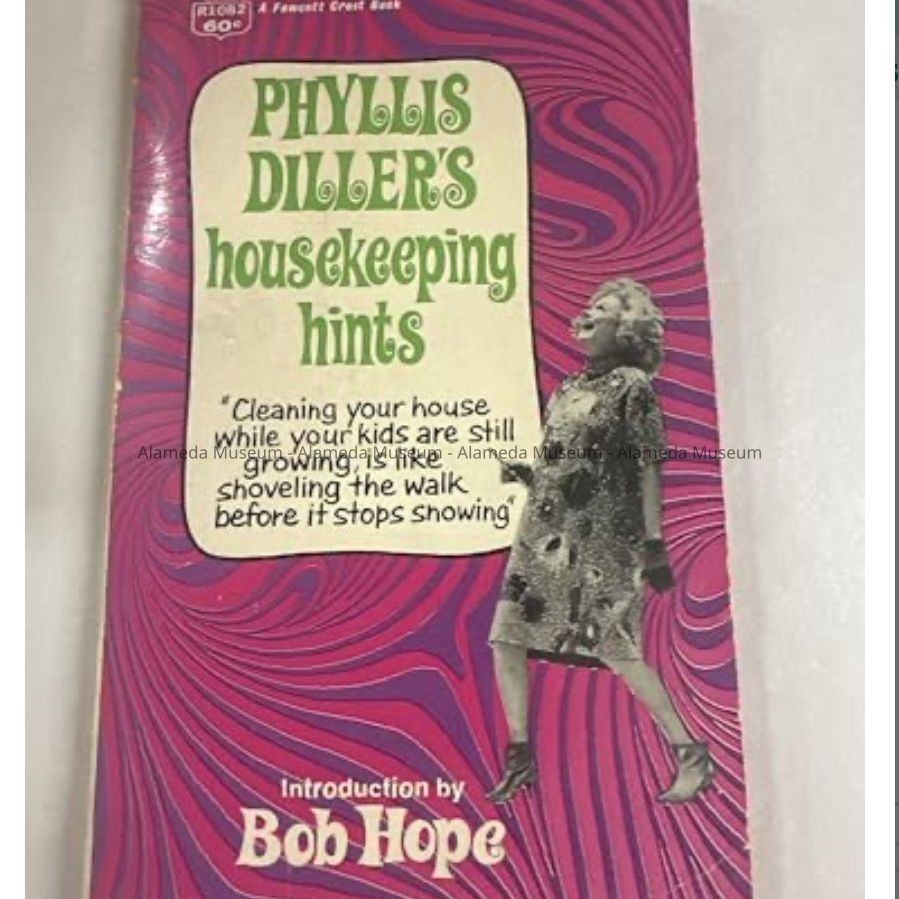 R1082
60¢
A Fawcett Crest Book
PHYLLIS
DILLER'S
housekeeping
hints
"Cleaning your house
while your kids are still
growing, is like
shoveling the walk
before it stops snowing"
Alameda Museum - Alameda Museum - Alameda Museum - Alameda Museum
Introduction by
Bob Hope